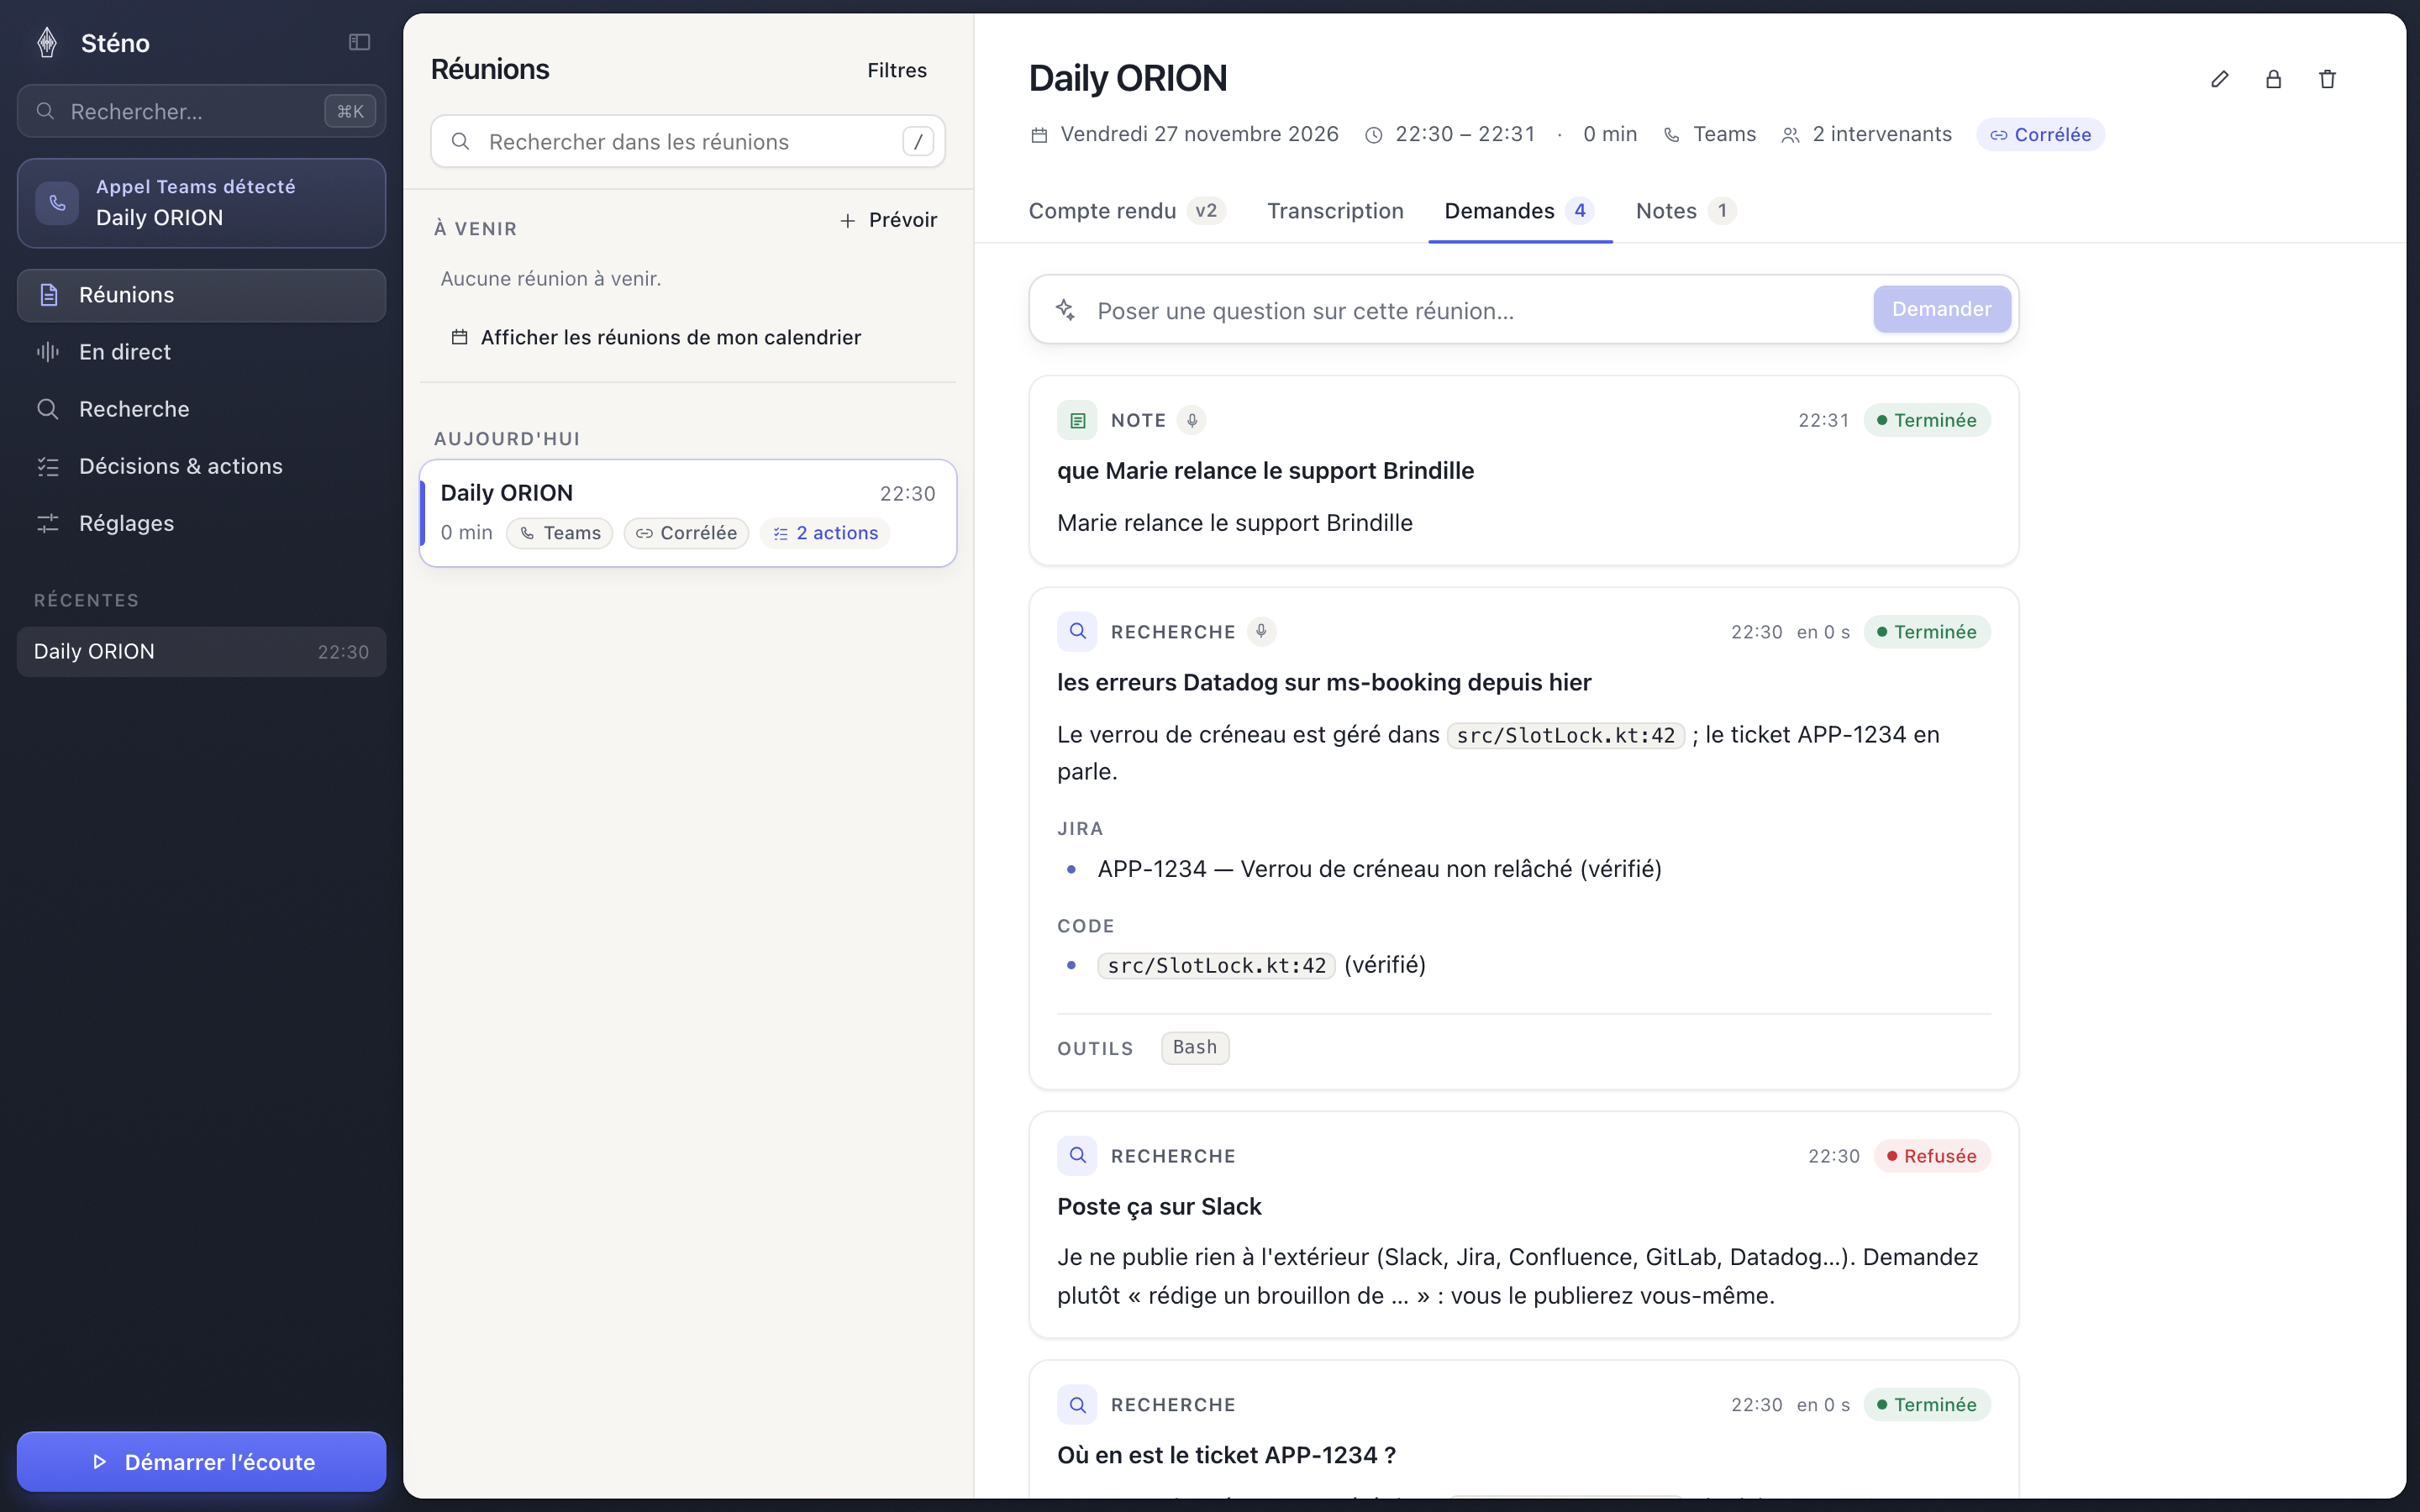 Sténo
Rechercher...
⌘K
Appel Teams détecté
Daily ORION
Réunions
En direct
Recherche
Décisions & actions
Réglages
RÉCENTES
Daily ORION 22:30
Démarrer l’écoute
Réunions
Filtres
Rechercher dans les réunions /
À VENIR
+ Prévoir
Aucune réunion à venir.
Afficher les réunions de mon calendrier
AUJOURD'HUI
Daily ORION 22:30
0 min Teams Corrélée 2 actions
Daily ORION
Vendredi 27 novembre 2026 22:30 – 22:31 · 0 min Teams 2 intervenants Corrélée
Compte rendu v2 Transcription Demandes 4 Notes 1
Poser une question sur cette réunion... Demander
NOTE 22:31 Terminée
que Marie relance le support Brindille
Marie relance le support Brindille
RECHERCHE 22:30 en 0 s Terminée
les erreurs Datadog sur ms-booking depuis hier
Le verrou de créneau est géré dans src/SlotLock.kt:42 ; le ticket APP-1234 en
parle.
JIRA
• APP-1234 — Verrou de créneau non relâché (vérifié)
CODE
• src/SlotLock.kt:42 (vérifié)
OUTILS Bash
RECHERCHE 22:30 Refusée
Poste ça sur Slack
Je ne publie rien à l'extérieur (Slack, Jira, Confluence, GitLab, Datadog…). Demandez
plutôt « rédige un brouillon de … » : vous le publierez vous-même.
RECHERCHE 22:30 en 0 s Terminée
Où en est le ticket APP-1234 ?